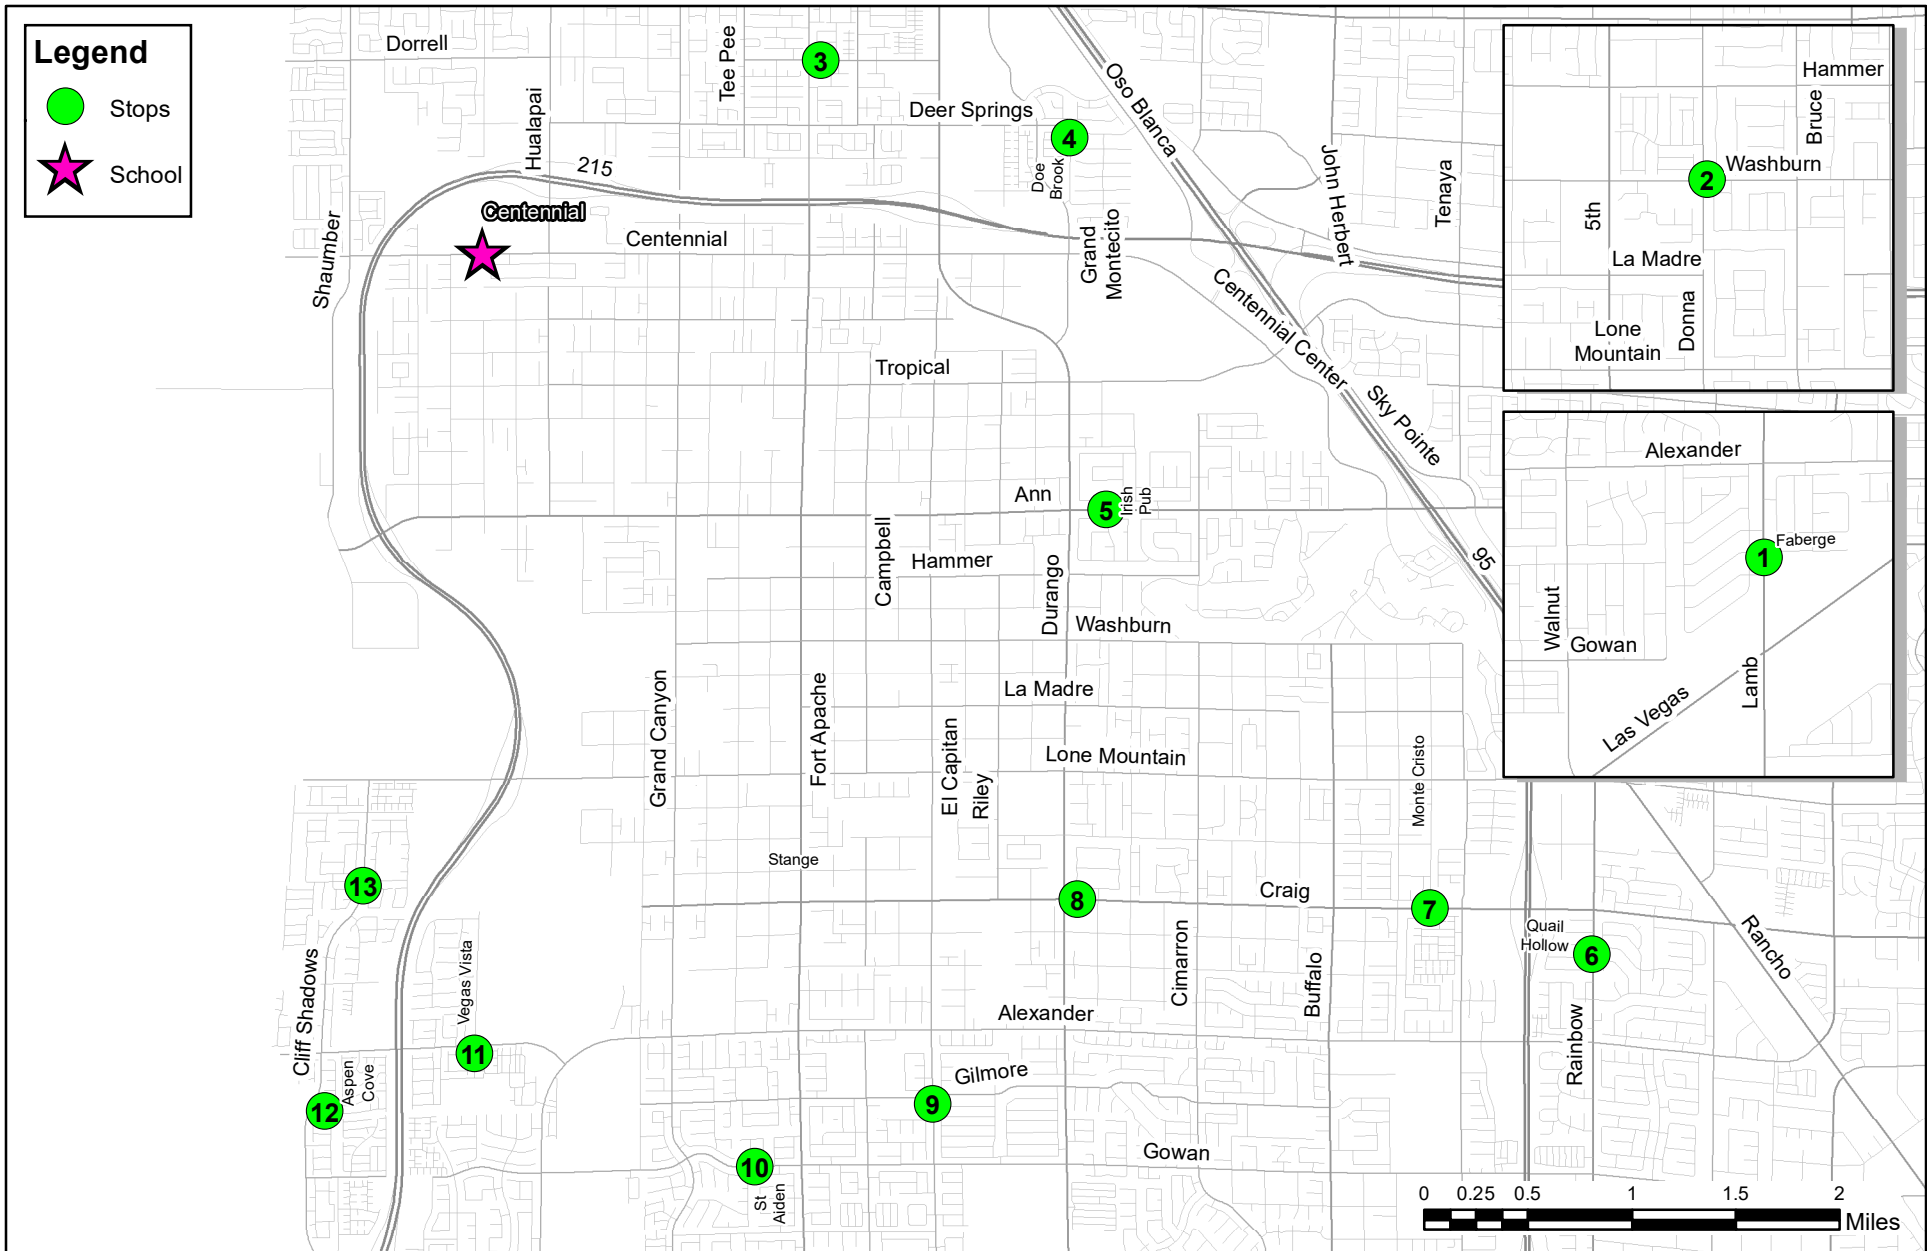 Legend
Stops
School
Dorrell
Tee Pee
3
Oso Blanca
Deer Springs
4
Doe
Brook
Hualapai
215
Centennial
Centennial
Shaumber
Grand
Montecito
John Herbert
Tenaya
Centennial Center
Tropical
Sky Pointe
Ann
5
Irish
Pub
95
Campbell
Hammer
Durango
Washburn
La Madre
Grand Canyon
Fort Apache
El Capitan
Riley
Lone Mountain
Monte Cristo
Stange
13
8
Craig
7
Quail
Hollow
6
Rancho
Cliff Shadows
Vegas Vista
Cimarron
Buffalo
Alexander
Rainbow
11
Aspen
Cove
12
Gilmore
9
Gowan
10
St
Aiden
Hammer
Bruce
Washburn
2
5th
La Madre
Donna
Lone
Mountain
Alexander
Faberge
1
Walnut
Gowan
Lamb
Las Vegas
0 0.25 0.5 1 1.5 2
Miles